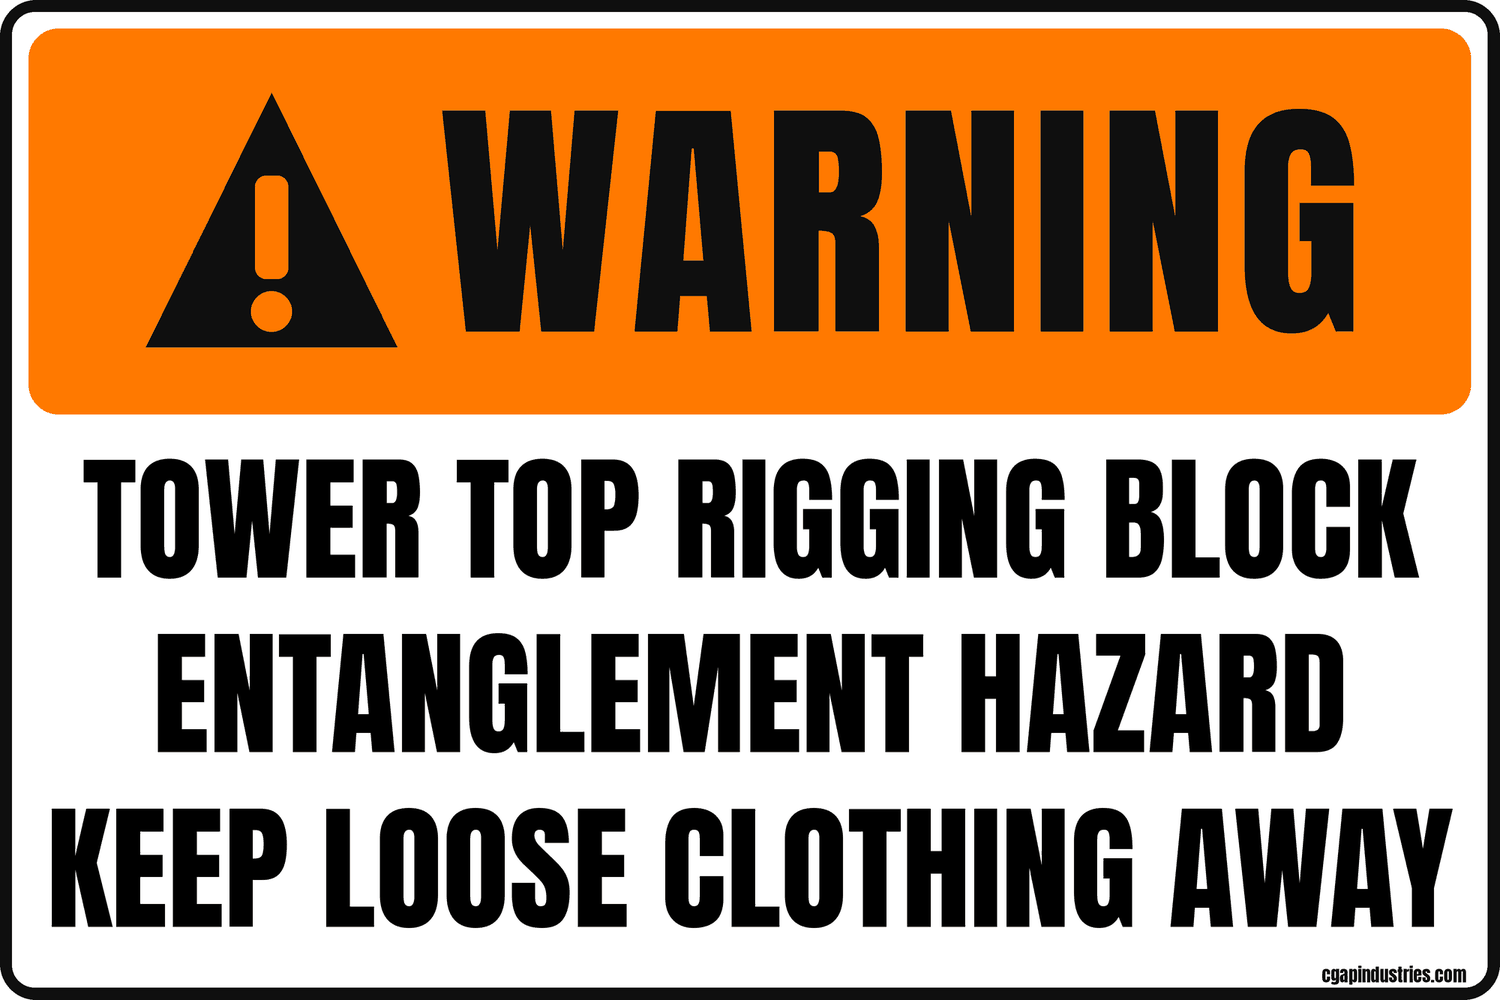 WARNING
TOWER TOP RIGGING BLOCK
ENTANGLEMENT HAZARD
KEEP LOOSE CLOTHING AWAY
cgapindustries.com